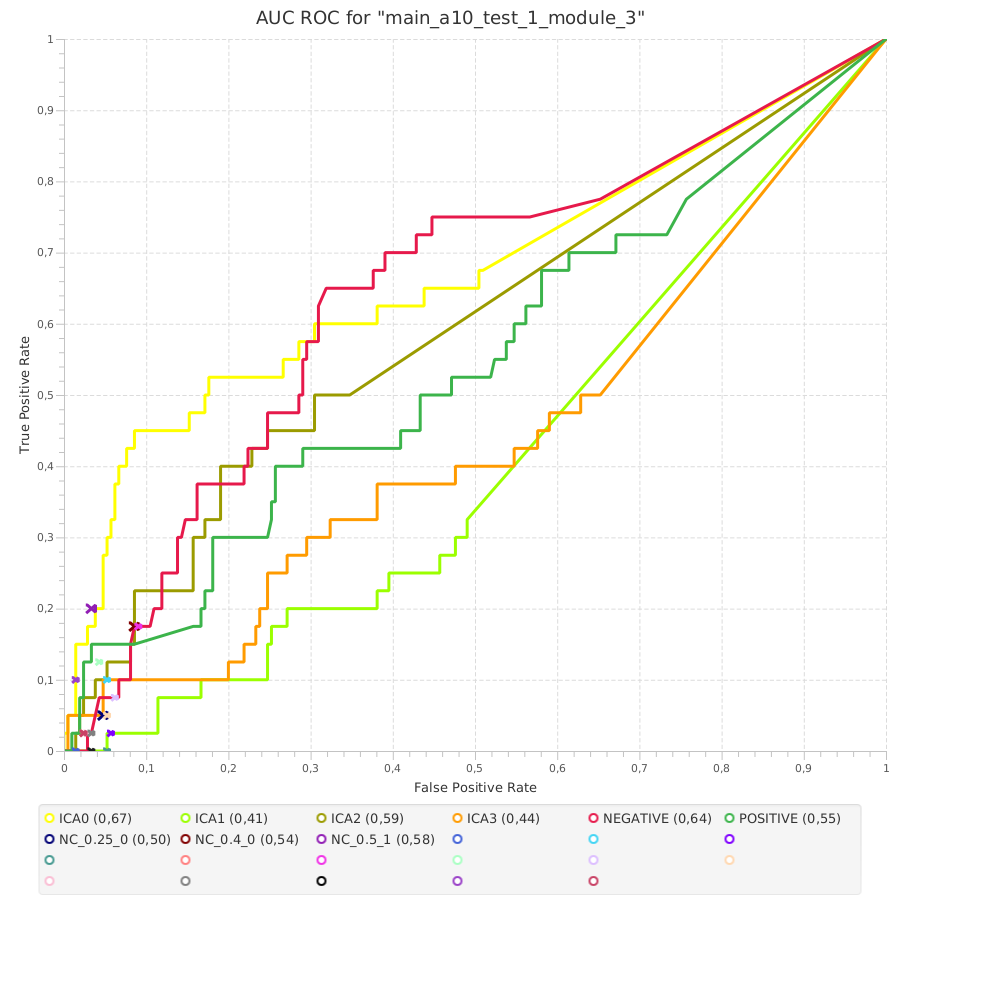 AUC ROC for "main_a10_test_1_module_3"
1
0,9
0,8
0,7
0,6
0,5
0,4
0,3
0,2
0,1
0
True Positive Rate
0 0,1 0,2 0,3 0,4 0,5 0,6 0,7 0,8 0,9 1
False Positive Rate
ICA0 (0,67) ICA1 (0,41) ICA2 (0,59) ICA3 (0,44) NEGATIVE (0,64) POSITIVE (0,55)
NC_0.25_0 (0,50) NC_0.4_0 (0,54) NC_0.5_1 (0,58)